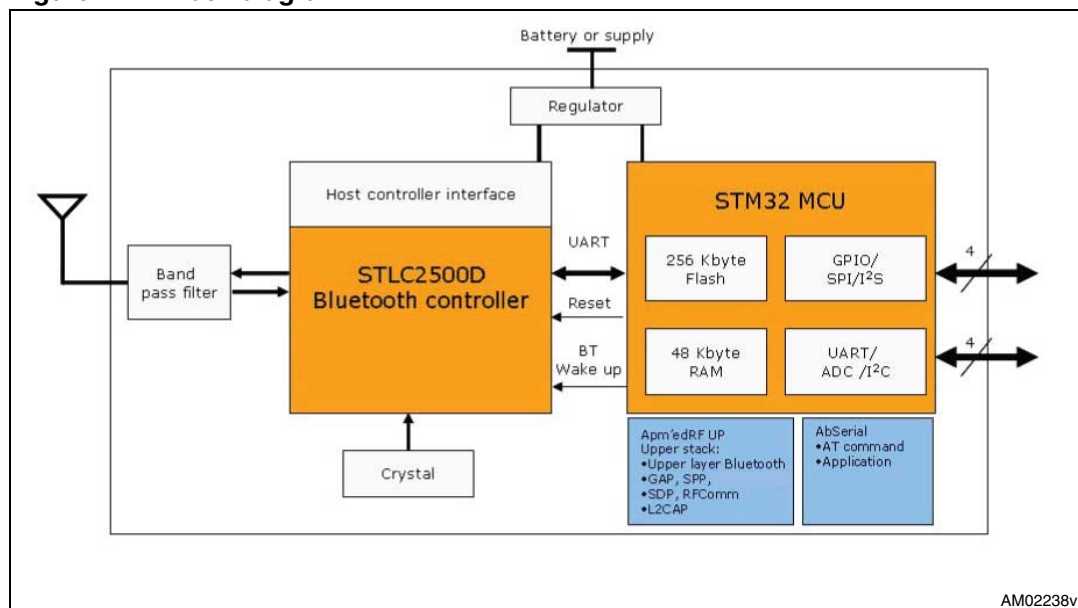 Battery or supply
Regulator
Host controller interface
STM32 MCU
UART
256 Kbyte
Flash
GPIO/
SPI/I²S
4
Band
pass filter
STLC2500D
Bluetooth controller
Reset
BT
Wake up
48 Kbyte
RAM
UART/
ADC /I²C
4
Crystal
Apm'edRF UP
Upper stack:
•Upper layer Bluetooth
•GAP, SPP,
•SDP, RFComm
•L2CAP
AbSerial
•AT command
•Application
AM02238v